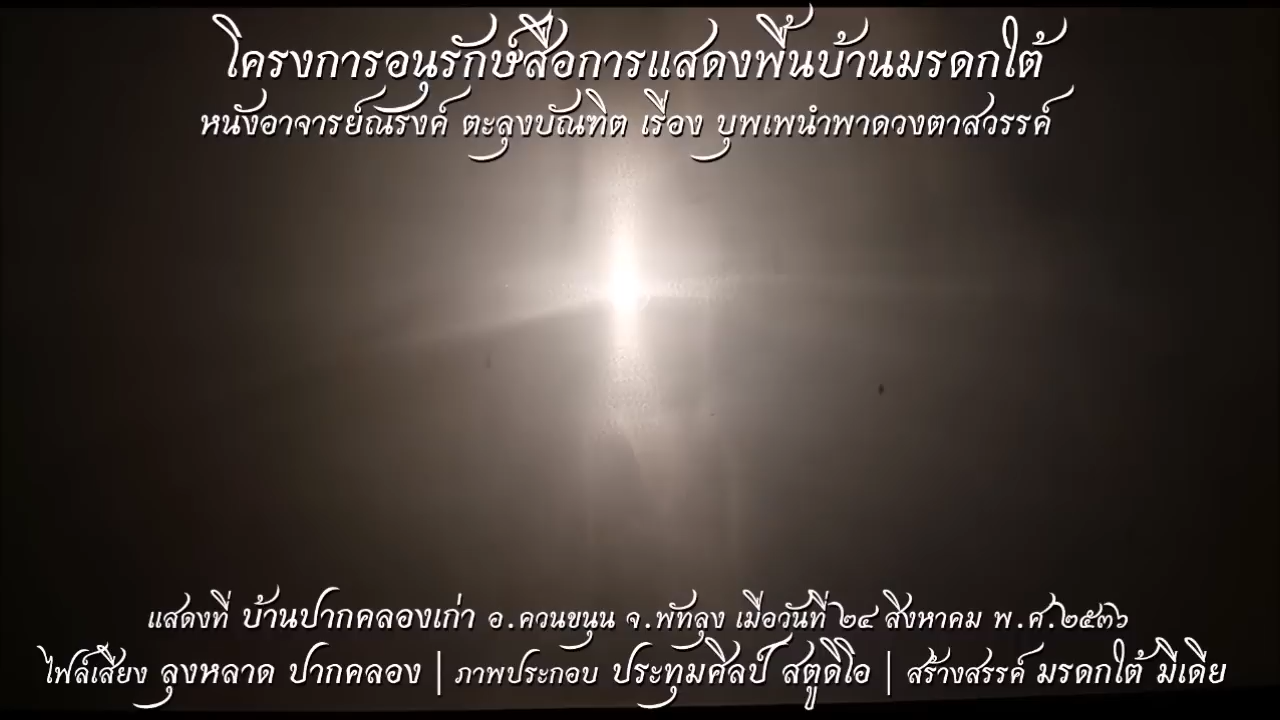 โครงการอนุรักษ์สื่อการแสดงพื้นบ้านมรดกใต้
หนังอาจารย์ณรงค์ ตะลุงบัณฑิต เรื่อง บุพเพนำพาดวงตาสวรรค์
แสดงที่ บ้านปากคลองเก่า อ.ควนขนุน จ.พัทลุง เมื่อวันที่ ๒๔ สิงหาคม พ.ศ.๒๕๓๖
ไฟล์เสียง ลุงหลาด ปากคลอง | ภาพประกอบ ประทุมศิลป์ สตูดิโอ | สร้างสรรค์ มรดกใต้ มีเดีย